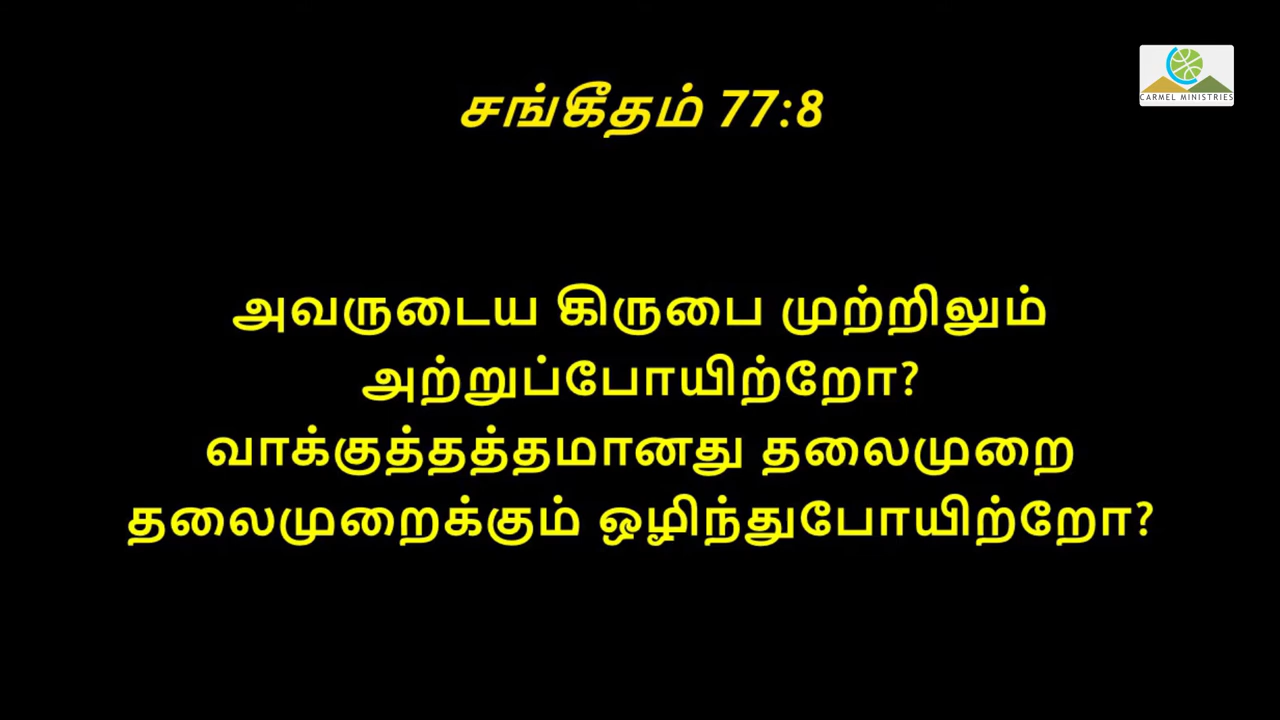 CARMEL MINISTRIES
சங்கீதம் 77:8
அவருடைய கிருபை முற்றிலும்
அற்றுப்போயிற்றோ?
வாக்குத்தத்தமானது தலைமுறை
தலைமுறைக்கும் ஒழிந்துபோயிற்றோ?